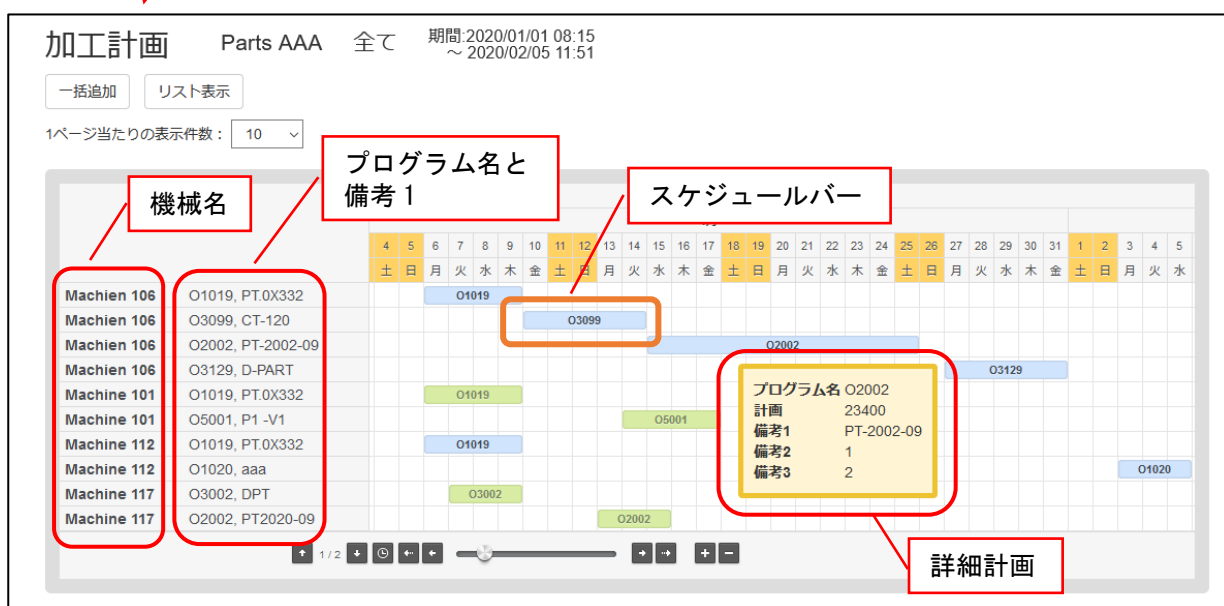 加工計画 Parts AAA 全て 期間:2020/01/01 08:15
～ 2020/02/05 11:51
一括追加 リスト表示
1ページ当たりの表示件数： 10
プログラム名と
備考１
機械名
スケジュールバー
4 5 6 7 8 9 10 11 12 13 14 15 16 17 18 19 20 21 22 23 24 25 26 27 28 29 30 31 1 2 3 4 5
土 日 月 火 水 木 金 土 日 月 火 水 木 金 土 日 月 火 水 木 金 土 日 月 火 水 木 金 土 日 月 火 水
Machien 106 O1019, PT.0X332 O1019
Machien 106 O3099, CT-120 O3099
Machien 106 O2002, PT-2002-09 O2002
Machien 106 O3129, D-PART O3129
Machine 101 O1019, PT.0X332 O1019
Machine 101 O5001, P1 -V1 O5001
Machine 112 O1019, PT.0X332 O1019
Machine 112 O1020, aaa O1020
Machine 117 O3002, DPT O3002
Machine 117 O2002, PT2020-09 O2002
プログラム名 O2002
計画 23400
備考1 PT-2002-09
備考2 1
備考3 2
1 / 2
詳細計画